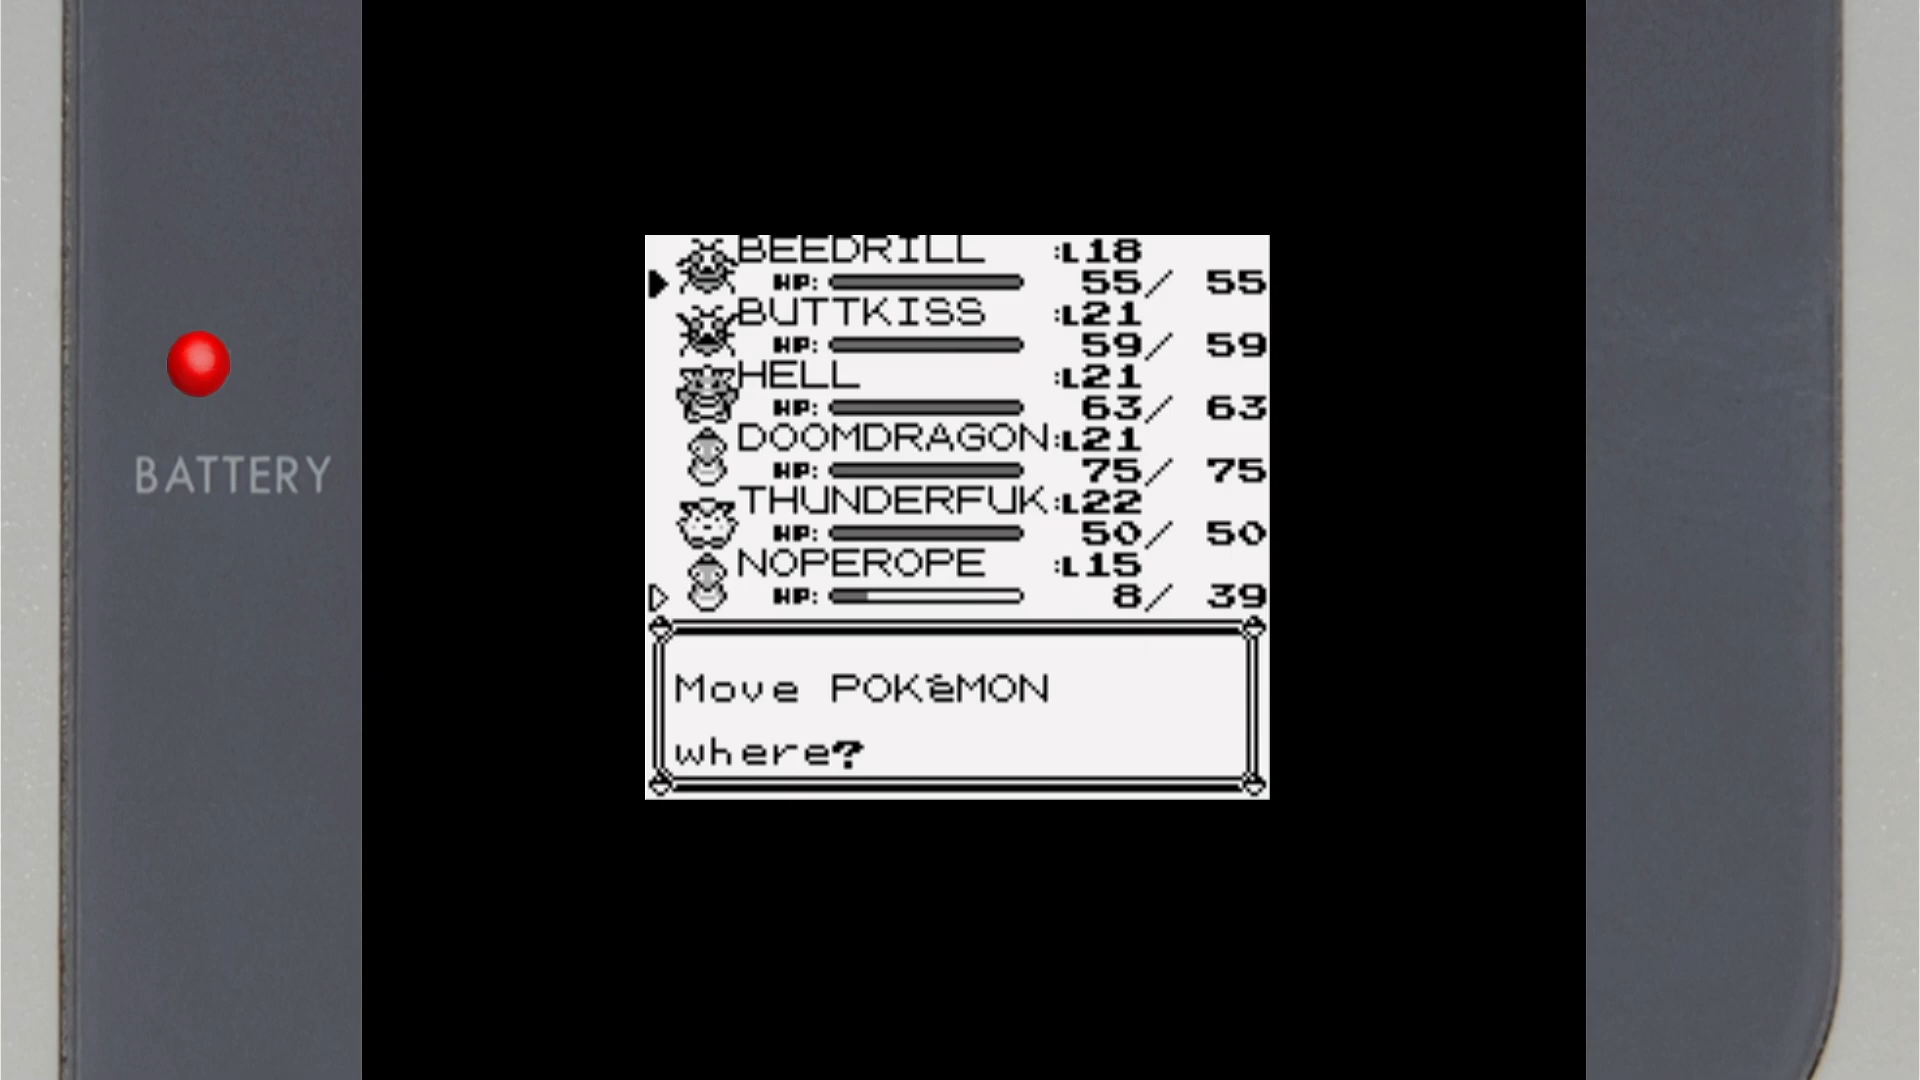 BEEDRILL :L18
HP: 55/ 55
BUTTKISS :L21
HP: 59/ 59
HELL :L21
HP: 63/ 63
DOOMDRAGON:L21
HP: 75/ 75
THUNDERFUK:L22
HP: 50/ 50
NOPEROPE :L15
HP: 8/ 39
Move POKéMON
where?
BATTERY